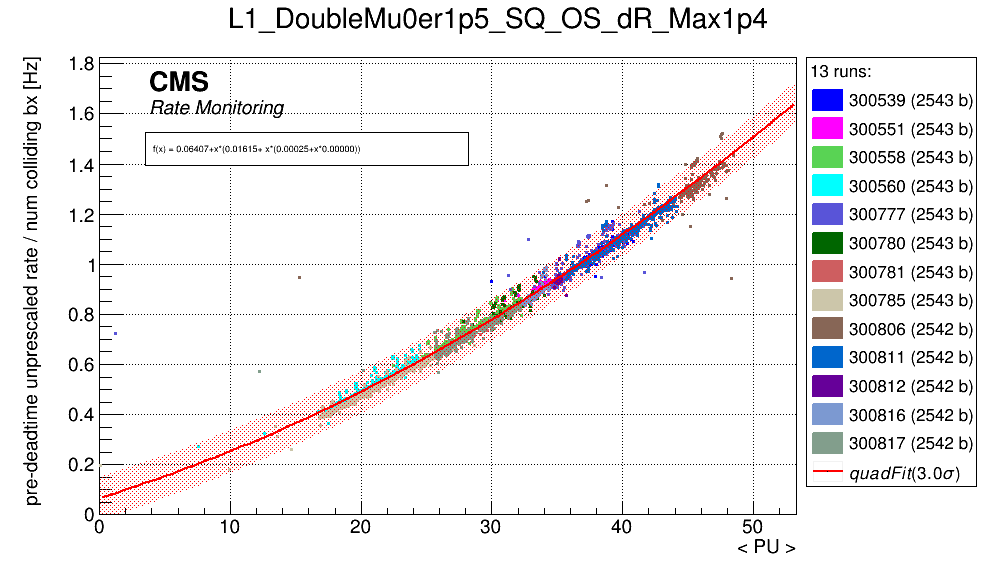 L1_DoubleMu0er1p5_SQ_OS_dR_Max1p4
pre-deadtime unprescaled rate / num colliding bx [Hz]
1.8
1.6
1.4
1.2
1
0.8
0.6
0.4
0.2
0
CMS
Rate Monitoring
f(x) = 0.06407+x*(0.01615+ x*(0.00025+x*0.00000))
0 10 20 30 40 50
< PU >
13 runs:
300539 (2543 b)
300551 (2543 b)
300558 (2543 b)
300560 (2543 b)
300777 (2543 b)
300780 (2543 b)
300781 (2543 b)
300785 (2543 b)
300806 (2542 b)
300811 (2542 b)
300812 (2542 b)
300816 (2542 b)
300817 (2542 b)
quadFit(3.0σ)